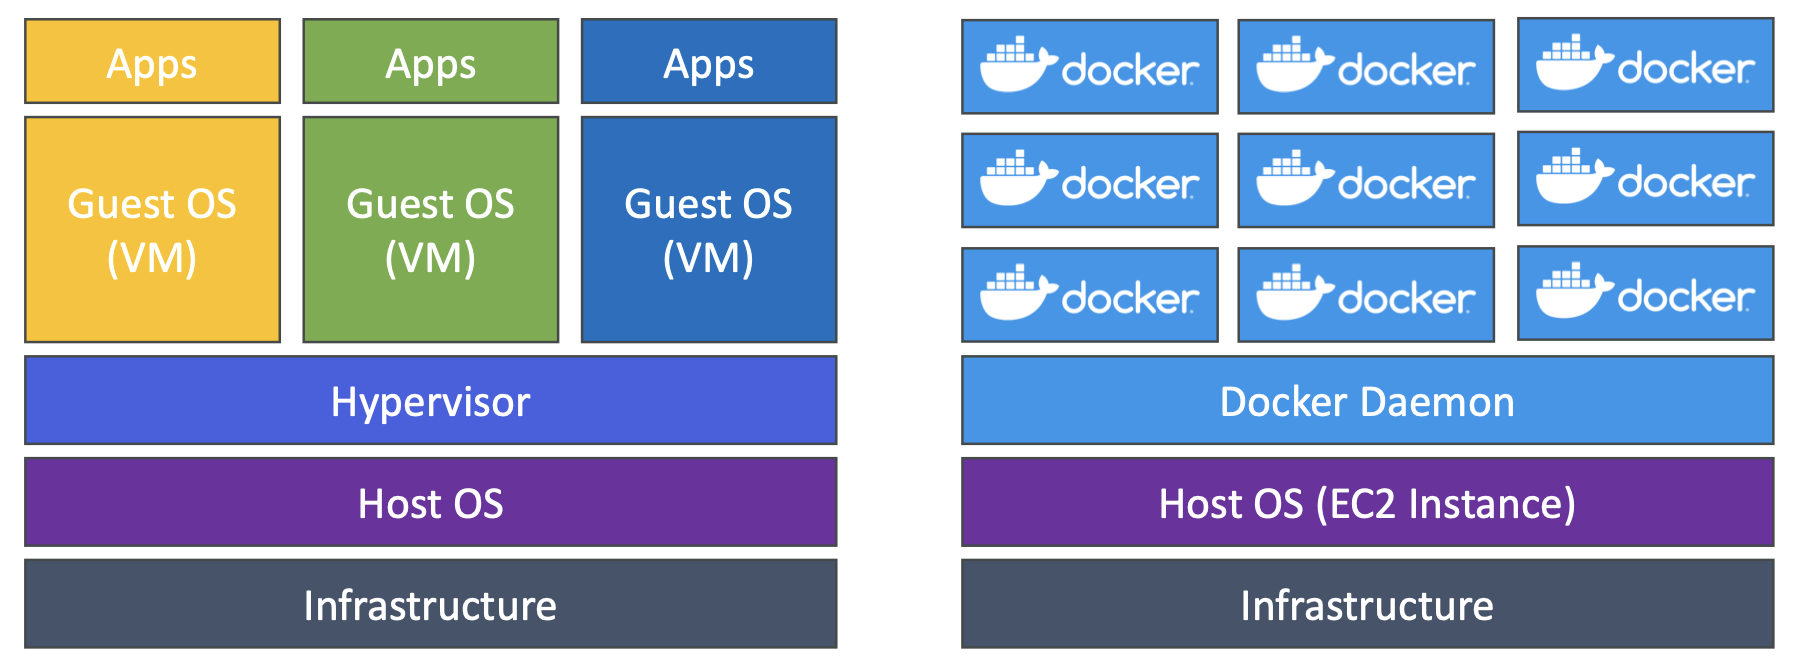 Apps
Apps
Apps
Guest OS
(VM)
Guest OS
(VM)
Guest OS
(VM)
Hypervisor
Host OS
Infrastructure
docker
docker
docker
docker
docker
docker
docker
docker
docker
Docker Daemon
Host OS (EC2 Instance)
Infrastructure